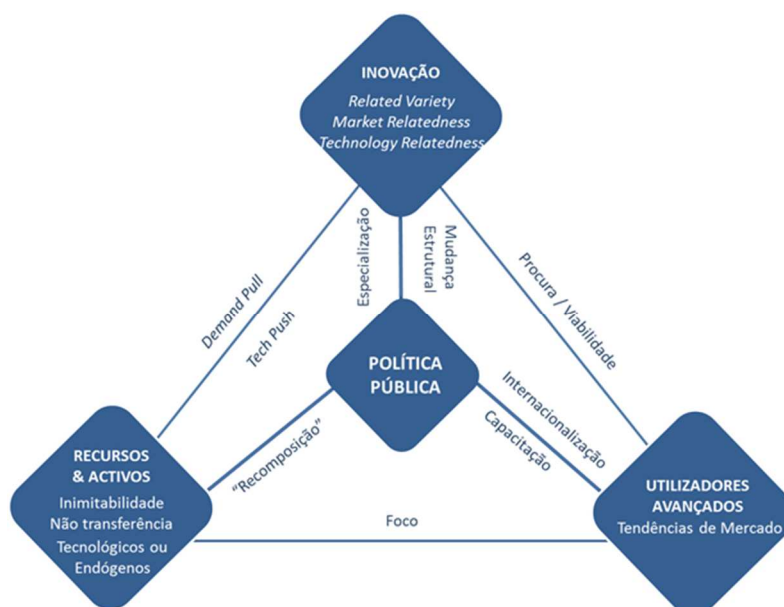 INOVAÇÃO
Related Variety
Market Relatedness
Technology Relatedness
Demand Pull
Tech Push
Especialização
Mudança
Estrutural
Procura / Viabilidade
POLÍTICA
PÚBLICA
"Recomposição"
Internacionalização
Capacitação
RECURSOS
& ACTIVOS
Inimitabilidade
Não transferência
Tecnológicos ou
Endógenos
Foco
UTILIZADORES
AVANÇADOS
Tendências de Mercado